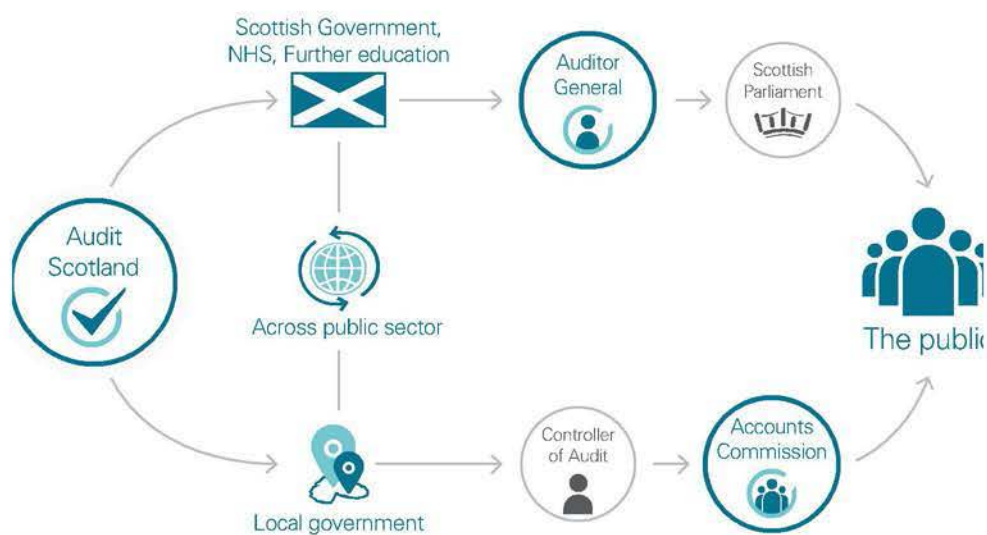 Scottish Government,
NHS, Further education
Auditor
General
Scottish
Parliament
Audit
Scotland
Across public sector
The public
Controller
of Audit
Accounts
Commission
Local government